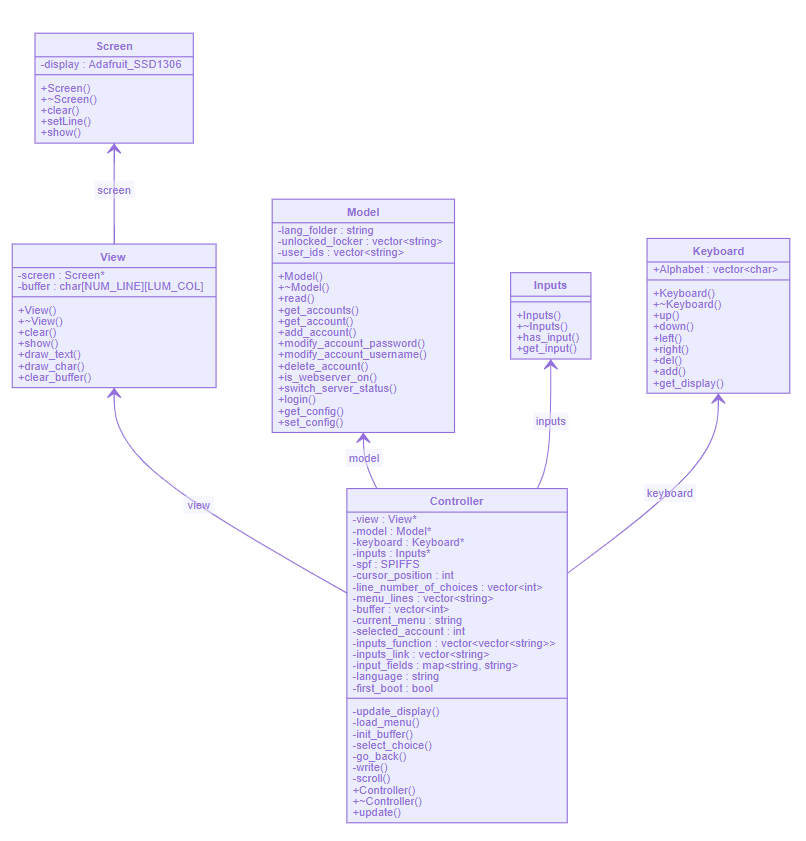 Screen
-display : Adafruit_SSD1306
+Screen()
+~Screen()
+clear()
+setLine()
+show()
screen
View
-screen : Screen*
-buffer : char[NUM_LINE][LUM_COL]
+View()
+~View()
+clear()
+show()
+draw_text()
+draw_char()
+clear_buffer()
Model
-lang_folder : string
-unlocked_locker : vector<string>
-user_ids : vector<string>
+Model()
+~Model()
+read()
+get_accounts()
+get_account()
+add_account()
+modify_account_password()
+modify_account_username()
+delete_account()
+is_webserver_on()
+switch_server_status()
+login()
+get_config()
+set_config()
Inputs
+Inputs()
+~Inputs()
+has_input()
+get_input()
Keyboard
+Alphabet : vector<char>
+Keyboard()
+~Keyboard()
+up()
+down()
+left()
+right()
+del()
+add()
+get_display()
view
model
inputs
keyboard
Controller
-view : View*
-model : Model*
-keyboard : Keyboard*
-inputs : Inputs*
-spf : SPIFFS
-cursor_position : int
-line_number_of_choices : vector<int>
-menu_lines : vector<string>
-buffer : vector<int>
-current_menu : string
-selected_account : int
-inputs_function : vector<vector<string>>
-inputs_link : vector<string>
-input_fields : map<string, string>
-language : string
-first_boot : bool
-update_display()
-load_menu()
-init_buffer()
-select_choice()
-go_back()
-write()
-scroll()
+Controller()
+~Controller()
+update()